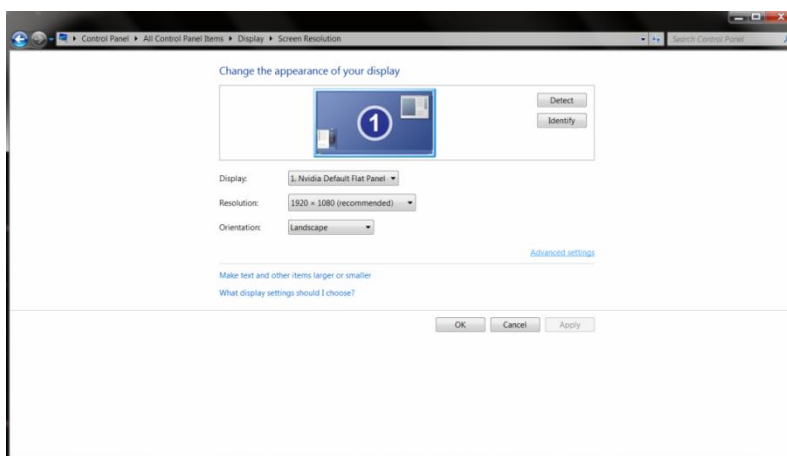 Control Panel ▸ All Control Panel Items ▸ Display ▸ Screen Resolution
Search Control Panel
Change the appearance of your display
1
Detect
Identify
Display: 1. Nvidia Default Flat Panel
Resolution: 1920 × 1080 (recommended)
Orientation: Landscape
Advanced settings
Make text and other items larger or smaller
What display settings should I choose?
OK Cancel Apply